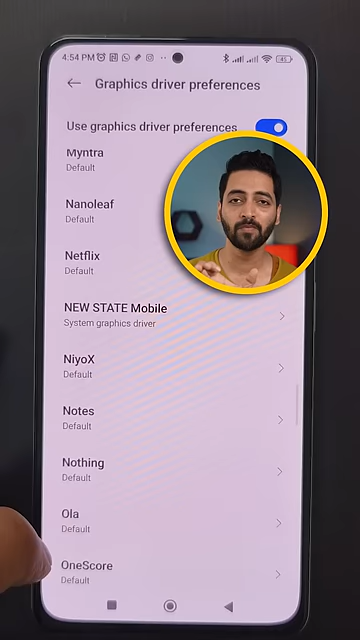 4:54 PM
45
Graphics driver preferences
Use graphics driver preferences
Myntra
Default
Nanoleaf
Default
Netflix
Default
NEW STATE Mobile
System graphics driver
NiyoX
Default
Notes
Default
Nothing
Default
Ola
Default
OneScore
Default